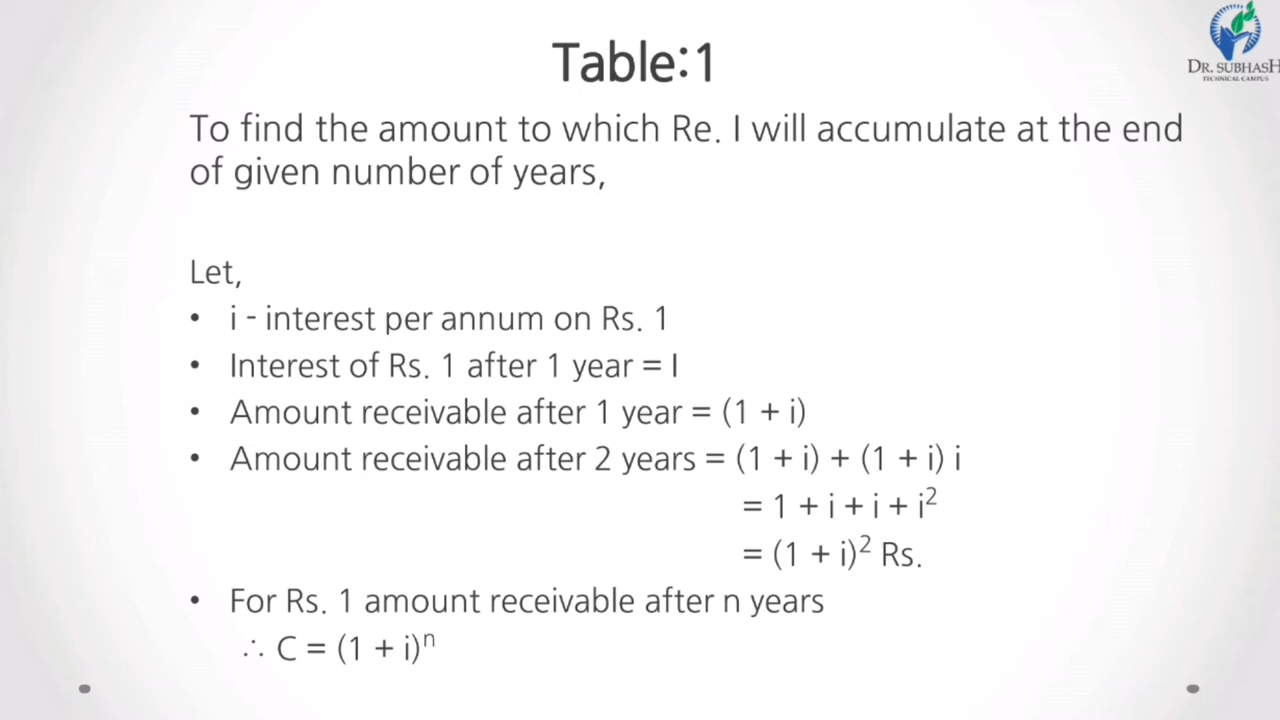 DR. SUBHASH
TECHNICAL CAMPUS
Table:1
To find the amount to which Re. I will accumulate at the end
of given number of years,
Let,
• i - interest per annum on Rs. 1
• Interest of Rs. 1 after 1 year = I
• Amount receivable after 1 year = (1 + i)
• Amount receivable after 2 years = (1 + i) + (1 + i) i
= 1 + i + i + i²
= (1 + i)² Rs.
• For Rs. 1 amount receivable after n years
∴ C = (1 + i)ⁿ